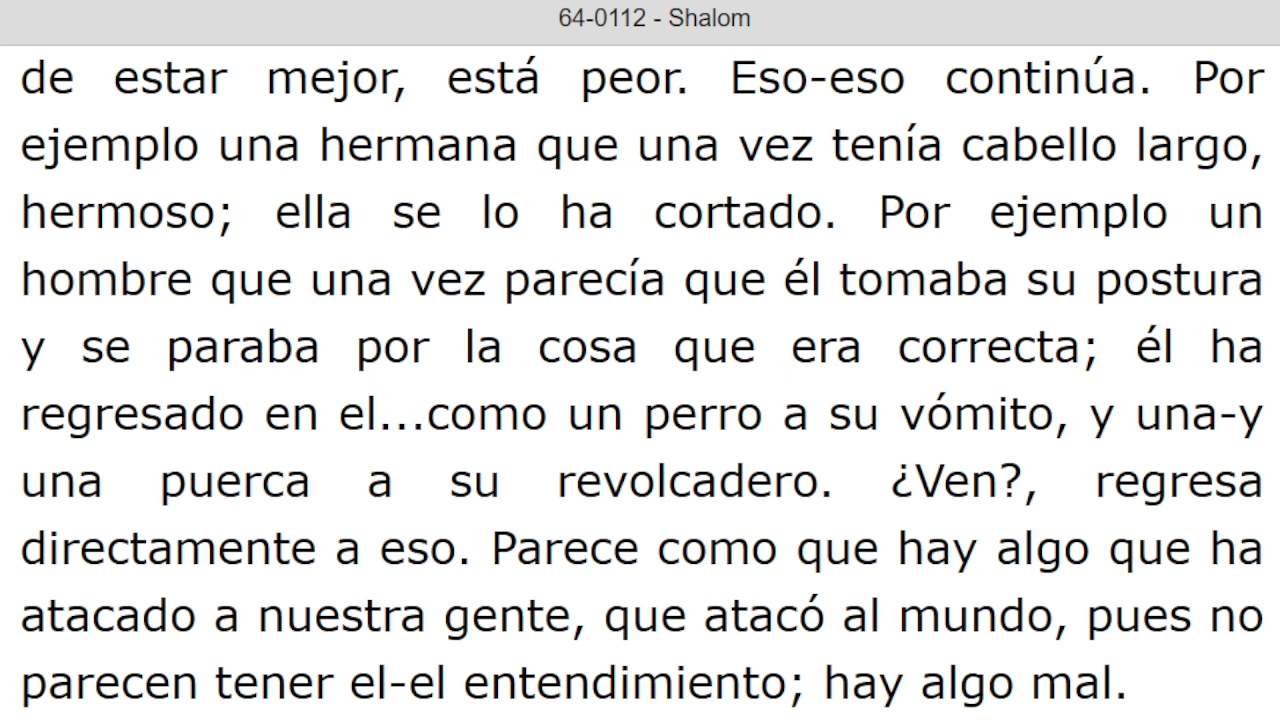 64-0112 - Shalom
de estar mejor, está peor. Eso-eso continúa. Por
ejemplo una hermana que una vez tenía cabello largo,
hermoso; ella se lo ha cortado. Por ejemplo un
hombre que una vez parecía que él tomaba su postura
y se paraba por la cosa que era correcta; él ha
regresado en el...como un perro a su vómito, y una-y
una puerca a su revolcadero. ¿Ven?, regresa
directamente a eso. Parece como que hay algo que ha
atacado a nuestra gente, que atacó al mundo, pues no
parecen tener el-el entendimiento; hay algo mal.